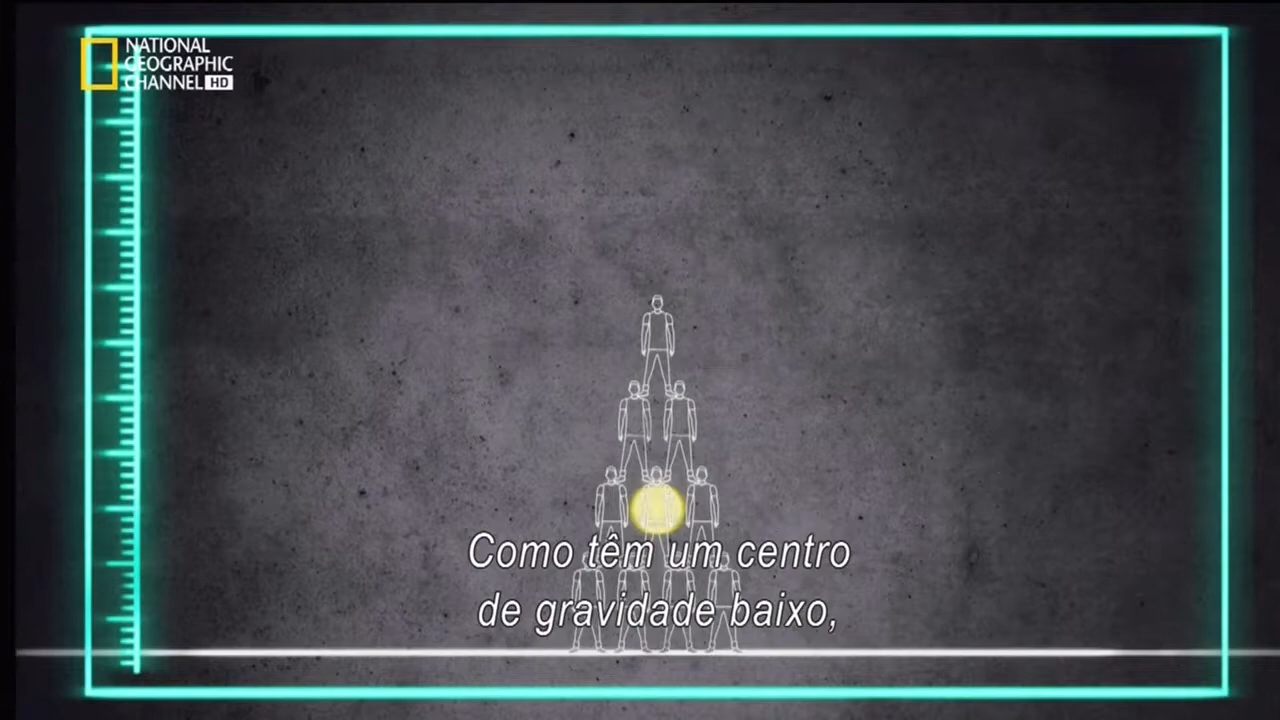 NATIONAL
GEOGRAPHIC
CHANNEL HD
Como têm um centro
de gravidade baixo,